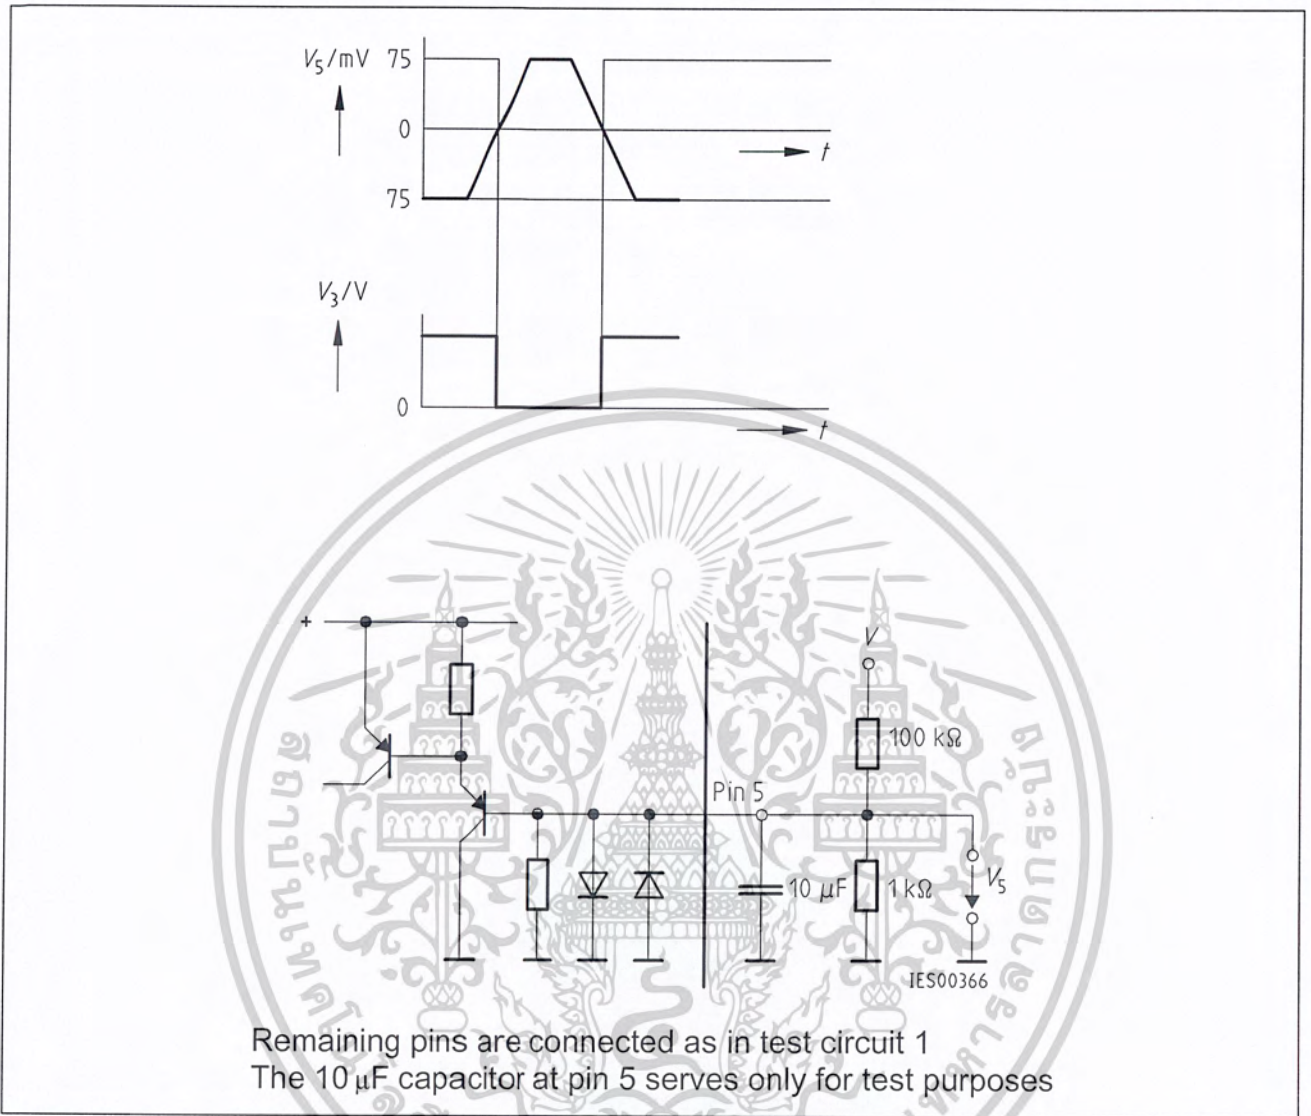 V5/mV
75
0
t
75
V3/V
0
t
+
V
100 kΩ
Pin 5
10 μF
1 kΩ
V5
IES00366
Remaining pins are connected as in test circuit 1
The 10 μF capacitor at pin 5 serves only for test purposes